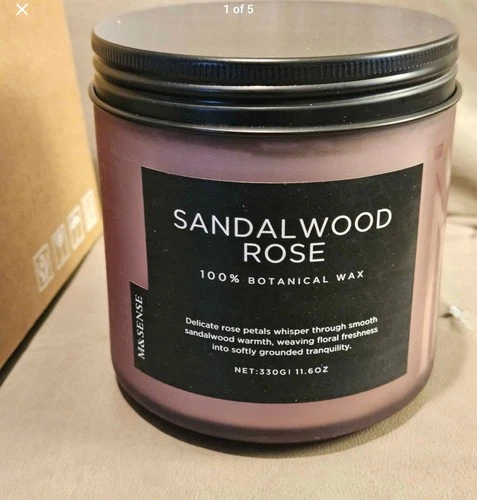 1 of 5
SANDALWOOD
ROSE
100% BOTANICAL WAX
M&SENSE
Delicate rose petals whisper through smooth
sandalwood warmth, weaving floral freshness
into softly grounded tranquility.
NET:330G| 11.6OZ